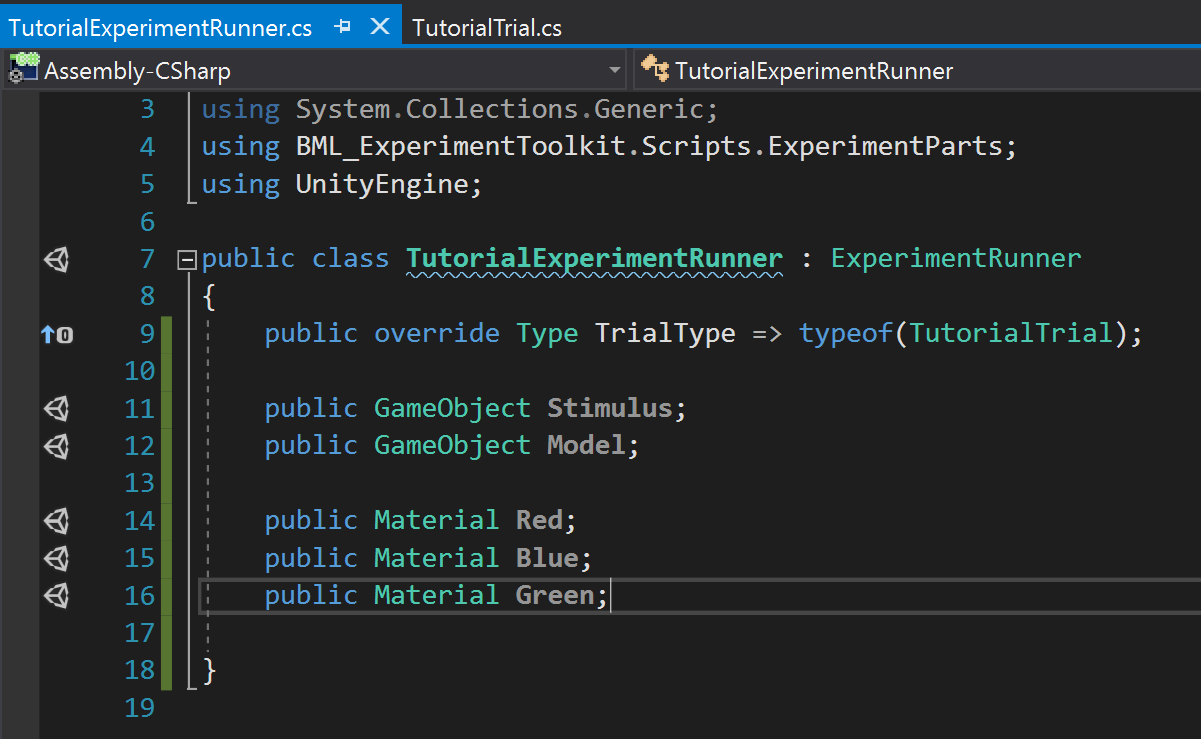 TutorialExperimentRunner.cs TutorialTrial.cs
Assembly-CSharp TutorialExperimentRunner
3 using System.Collections.Generic;
4 using BML_ExperimentToolkit.Scripts.ExperimentParts;
5 using UnityEngine;
6
7 public class TutorialExperimentRunner : ExperimentRunner
8 {
9 public override Type TrialType => typeof(TutorialTrial);
10
11 public GameObject Stimulus;
12 public GameObject Model;
13
14 public Material Red;
15 public Material Blue;
16 public Material Green;
17
18 }
19